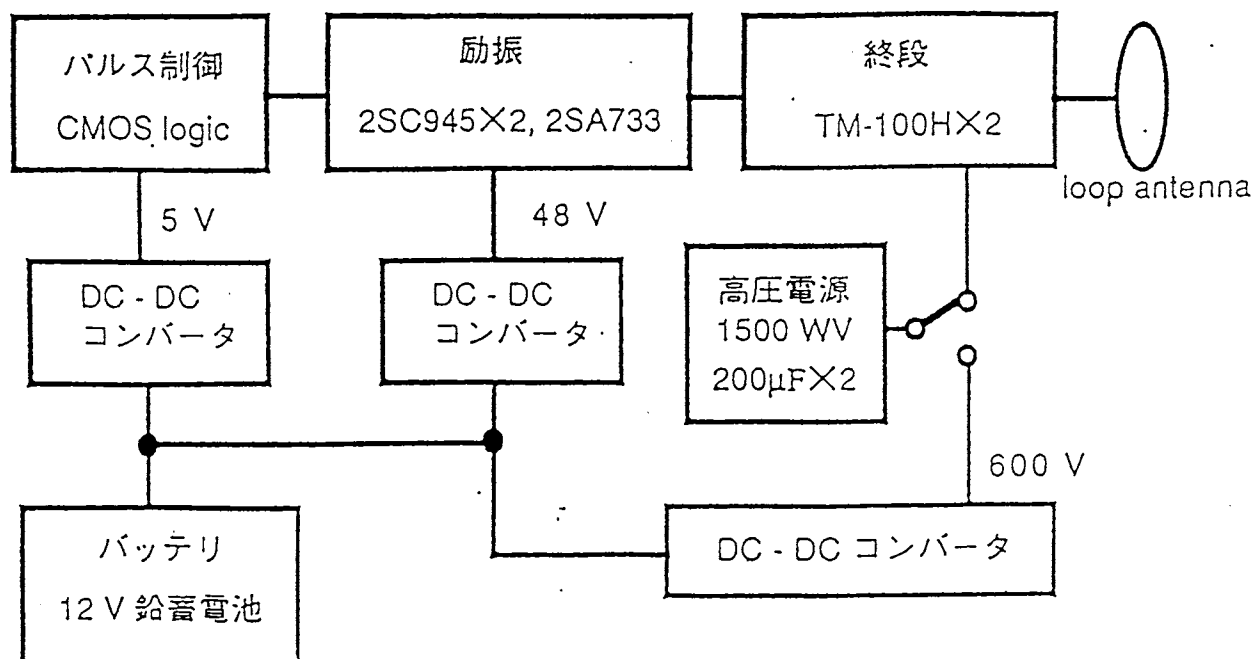 パルス制御
CMOS logic
励振
2SC945×2, 2SA733
終段
TM-100H×2
loop antenna
5 V
48 V
DC - DC
コンバータ
DC - DC
コンバータ
高圧電源
1500 WV
200μF×2
600 V
バッテリ
12 V 鉛蓄電池
DC - DC コンバータ